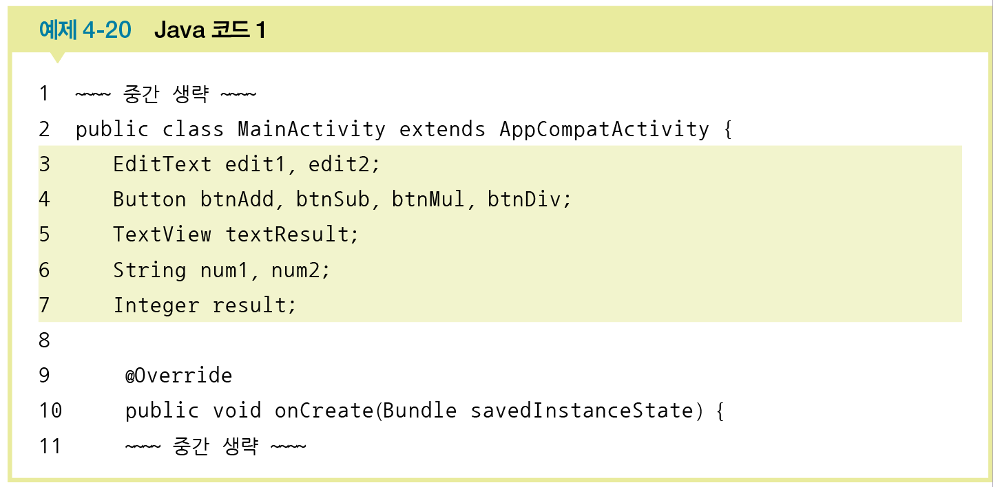 예제 4-20 Java 코드 1
1 ~~~~ 중간 생략 ~~~~
2 public class MainActivity extends AppCompatActivity {
3 EditText edit1, edit2;
4 Button btnAdd, btnSub, btnMul, btnDiv;
5 TextView textResult;
6 String num1, num2;
7 Integer result;
8
9 @Override
10 public void onCreate(Bundle savedInstanceState) {
11 ~~~~ 중간 생략 ~~~~